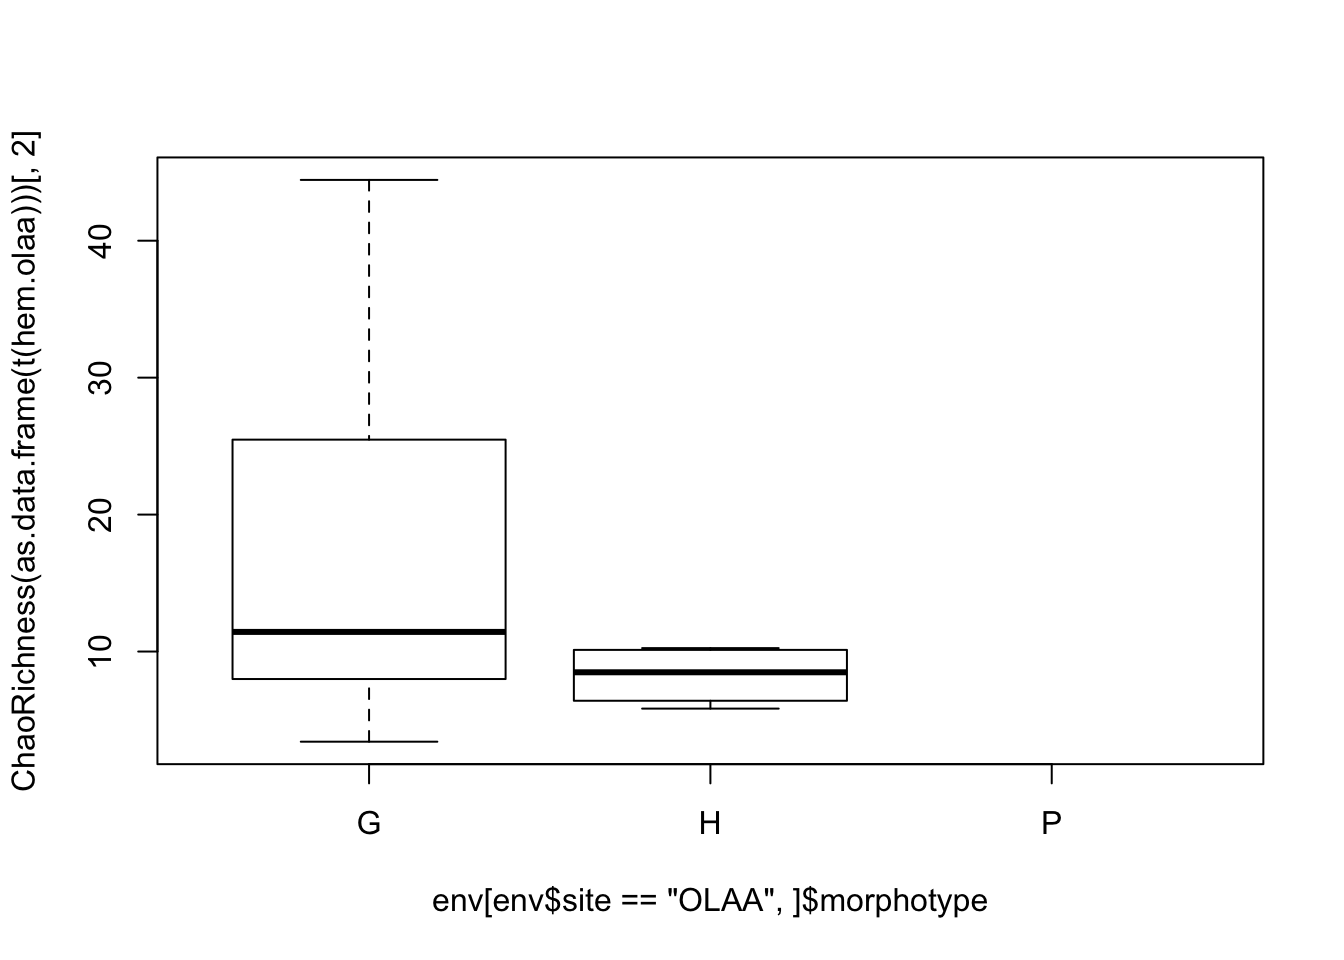 ChaoRichness(as.data.frame(t(hem.olaa)))[, 2]
40
30
20
10
G H P
env[env$site == "OLAA", ]$morphotype